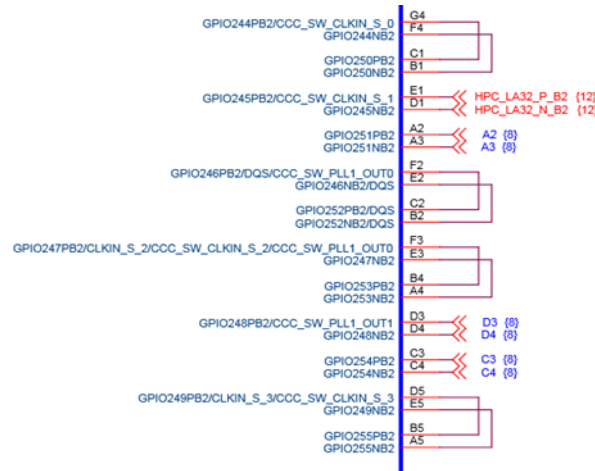 GPIO244PB2/CCC_SW_CLKIN_S_0 G4
GPIO244NB2 F4
GPIO250PB2 C1
GPIO250NB2 B1
GPIO245PB2/CCC_SW_CLKIN_S_1 E1 HPC_LA32_P_B2 {12}
GPIO245NB2 D1 HPC_LA32_N_B2 {12}
GPIO251PB2 A2 A2 {8}
GPIO251NB2 A3 A3 {8}
GPIO246PB2/DQS/CCC_SW_PLL1_OUT0 F2
GPIO246NB2/DQS E2
GPIO252PB2/DQS C2
GPIO252NB2/DQS B2
GPIO247PB2/CLKIN_S_2/CCC_SW_CLKIN_S_2/CCC_SW_PLL1_OUT0 F3
GPIO247NB2 E3
GPIO253PB2 B4
GPIO253NB2 A4
GPIO248PB2/CCC_SW_PLL1_OUT1 D3 D3 {8}
GPIO248NB2 D4 D4 {8}
GPIO254PB2 C3 C3 {8}
GPIO254NB2 C4 C4 {8}
GPIO249PB2/CLKIN_S_3/CCC_SW_CLKIN_S_3 D5
GPIO249NB2 E5
GPIO255PB2 B5
GPIO255NB2 A5